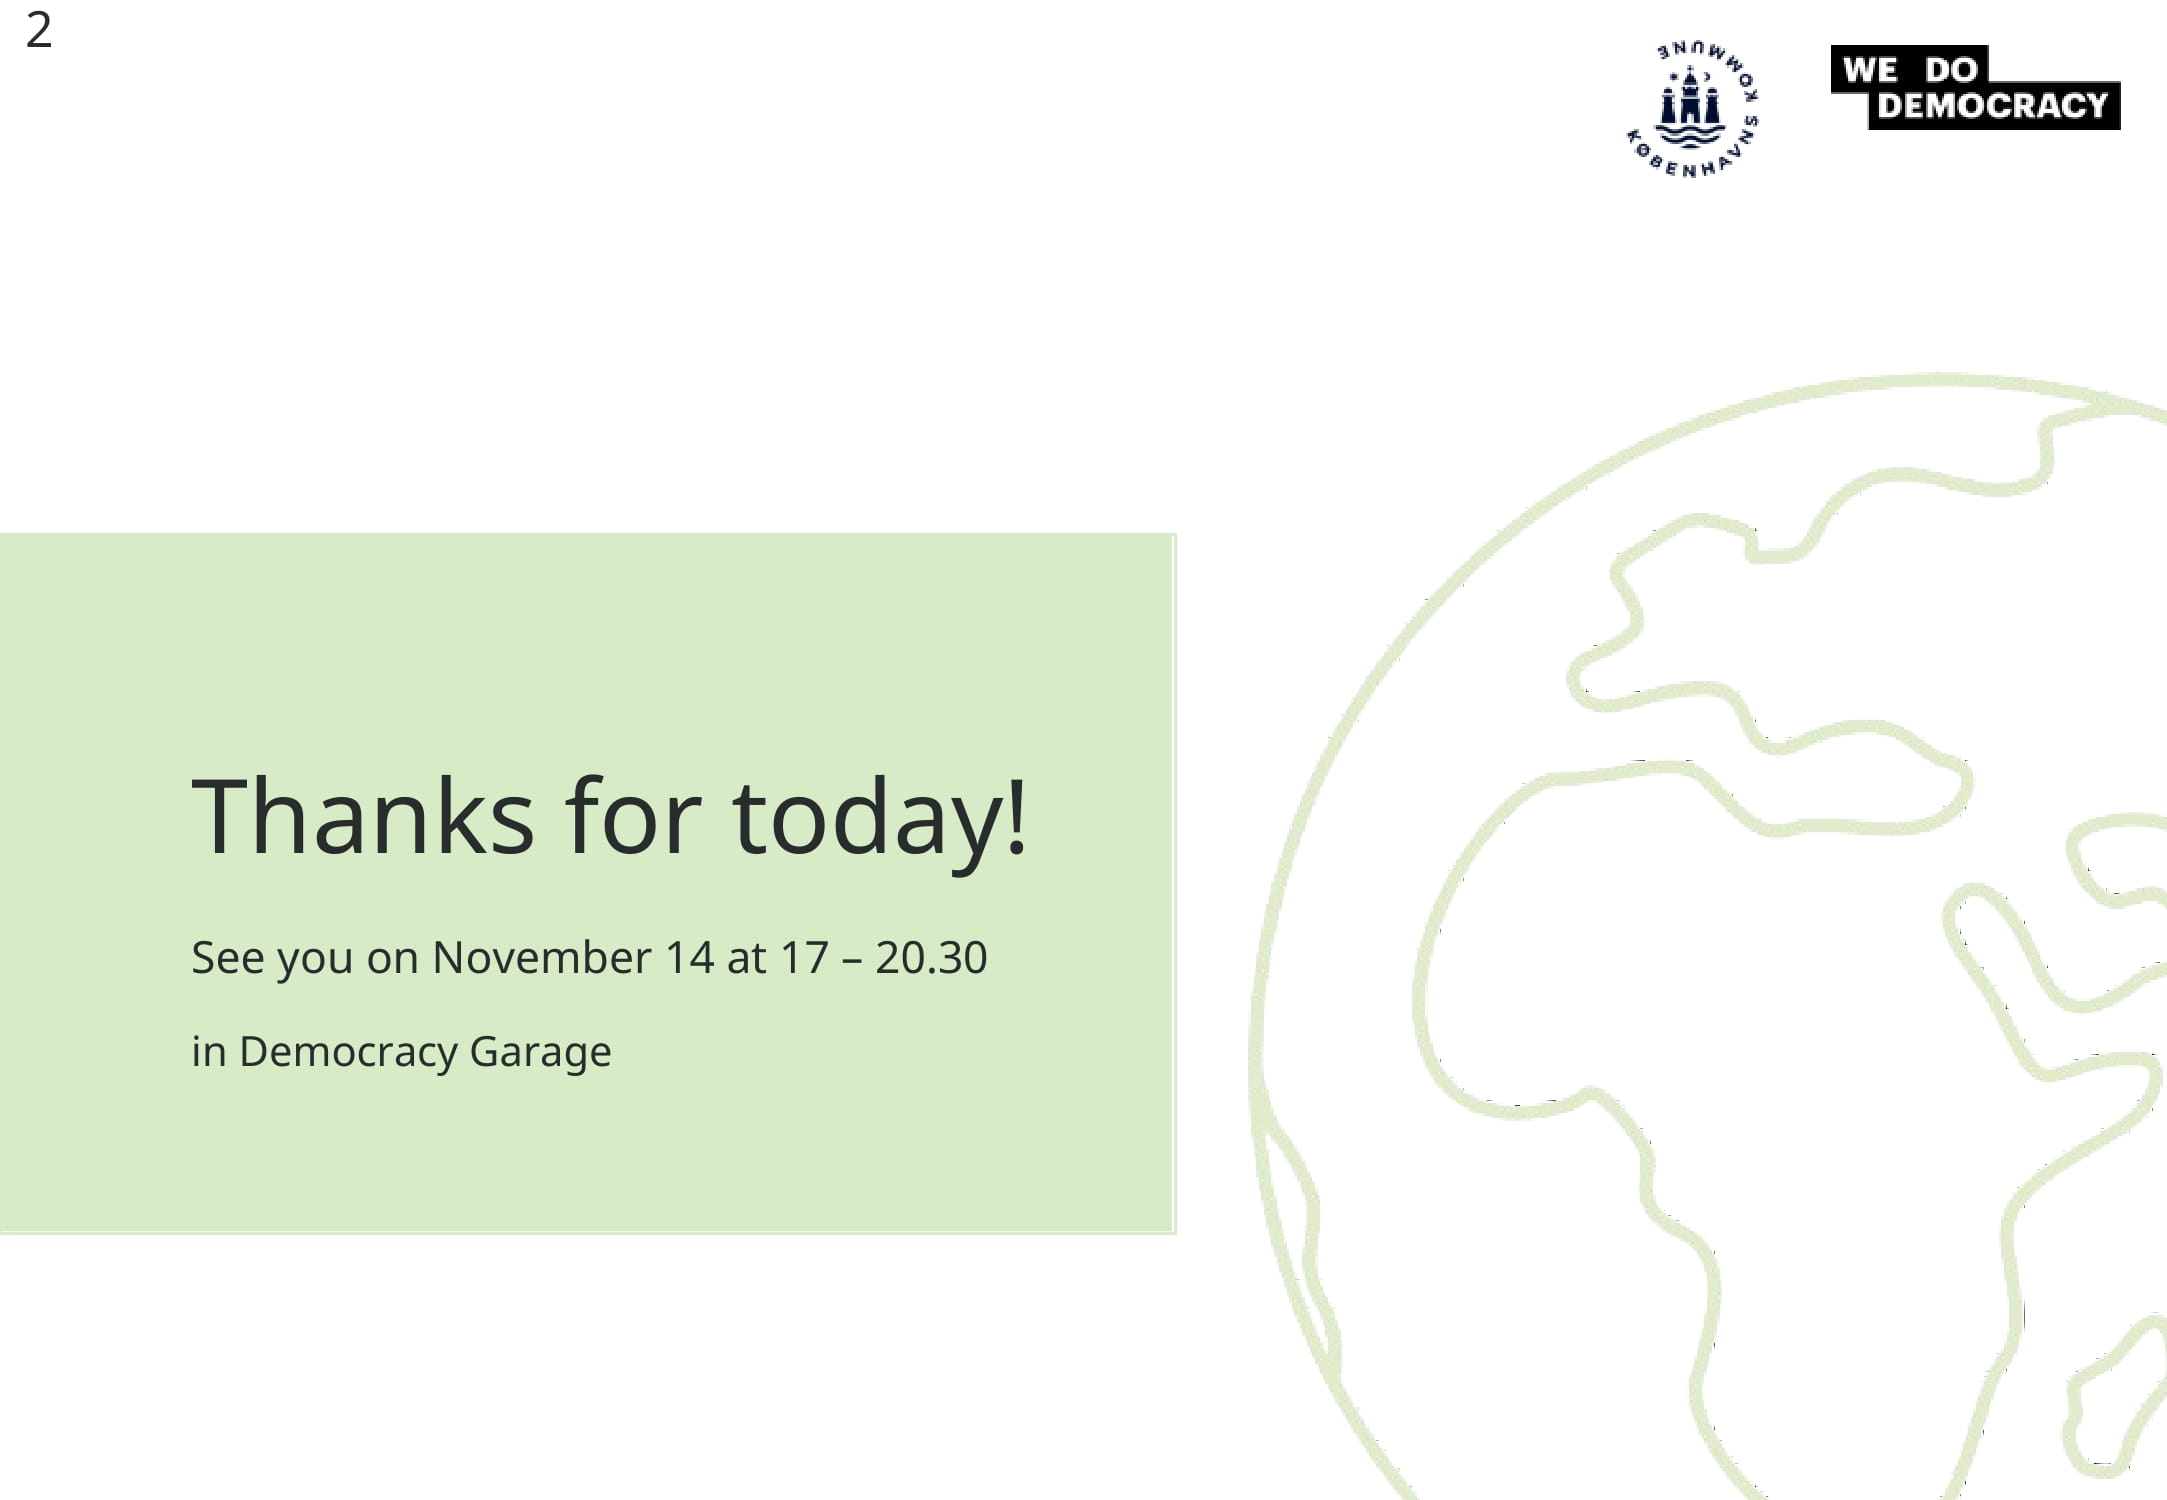 2
KØBENHAVNS KOMMUNE
WE DO
DEMOCRACY
Thanks for today!
See you on November 14 at 17 – 20.30
in Democracy Garage